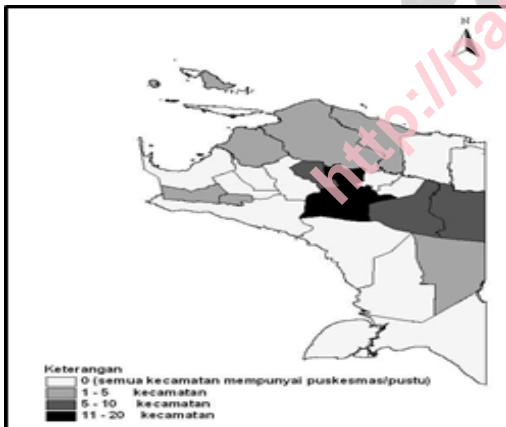 N
http://pa
Keterangan
0 (semua kecamatan mempunyai puskesmas/pustu)
1 - 5 kecamatan
5 - 10 kecamatan
11 - 20 kecamatan